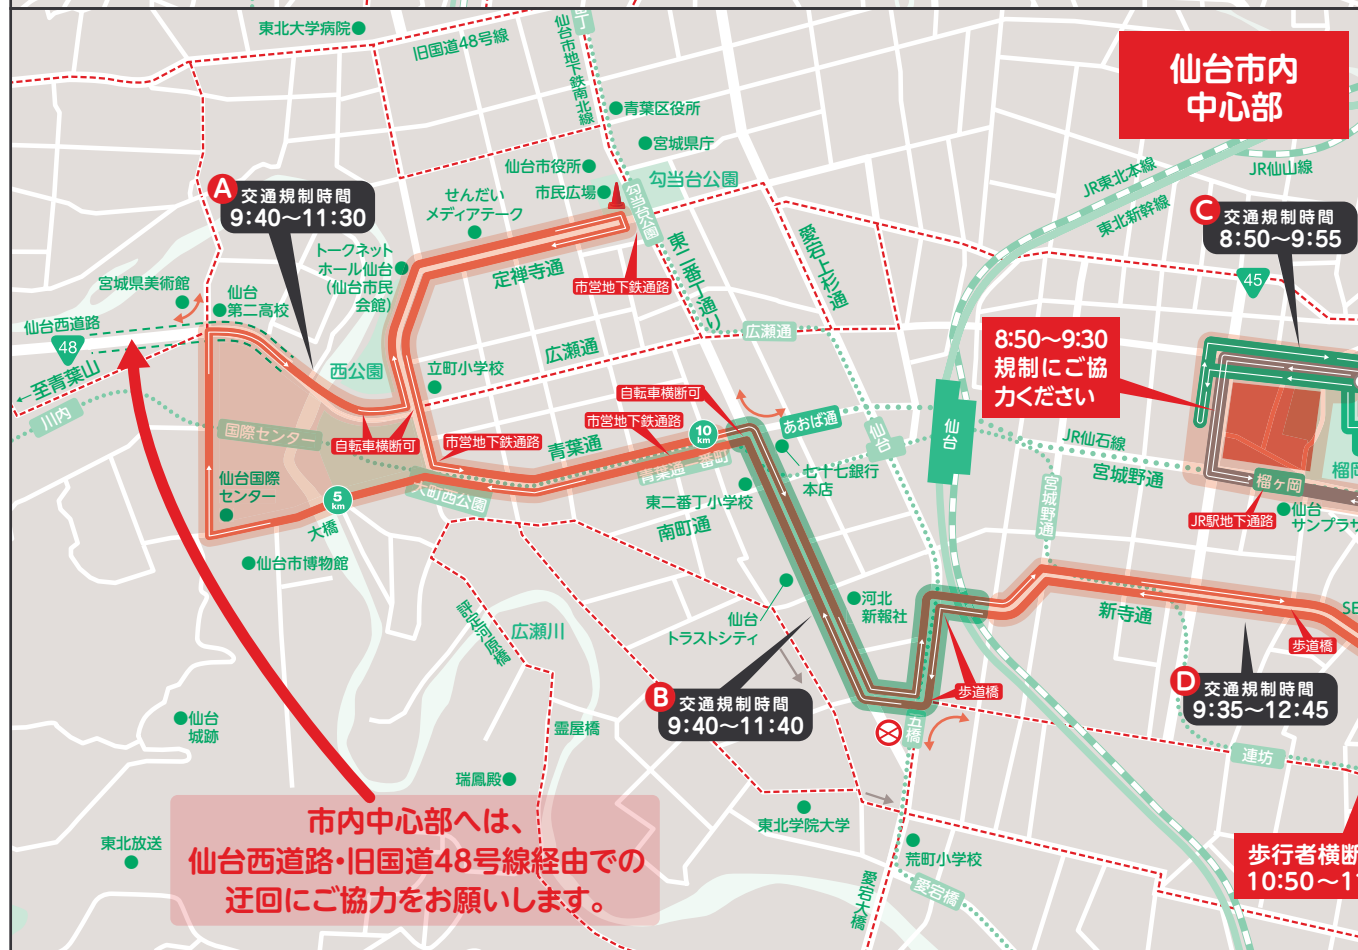 東北大学病院
旧国道48号線
仙台市地下鉄南北線
仙台市内
中心部
青葉区役所
宮城県庁
仙台市役所
勾当台公園
市民広場
勾当台公園
せんだい
メディアテーク
JR東北本線
JR仙山線
東北新幹線
A
交通規制時間
9:40〜11:30
C
交通規制時間
8:50〜9:55
トークネット
ホール仙台
(仙台市民
会館)
定禅寺通
東二番丁通り
愛宕上杉通
市営地下鉄通路
45
宮城県美術館
仙台
第二高校
仙台西道路
48
至青葉山
川内
広瀬通
広瀬通
西公園
立町小学校
8:50〜9:30
規制にご協
力ください
自転車横断可
市営地下鉄通路
10
km
あおば通
仙台
仙台
JR仙石線
宮城野通
榴岡
国際センター
自転車横断可
市営地下鉄通路
青葉通
青葉通一番町
七十七銀行
本店
宮城野通
榴ヶ岡
JR駅地下通路
仙台
サンプラザ
仙台国際
センター
5
km
大橋
大町西公園
東二番丁小学校
南町通
仙台市博物館
評定河原橋
広瀬川
仙台
トラストシティ
河北
新報社
新寺通
SE
歩道橋
B
交通規制時間
9:40〜11:40
歩道橋
D
交通規制時間
9:35〜12:45
五橋
連坊
仙台
城跡
霊屋橋
瑞鳳殿
市内中心部へは、
仙台西道路・旧国道48号線経由での
迂回にご協力をお願いします。
東北放送
東北学院大学
荒町小学校
愛宕大橋
愛宕橋
歩行者横断
10:50〜1